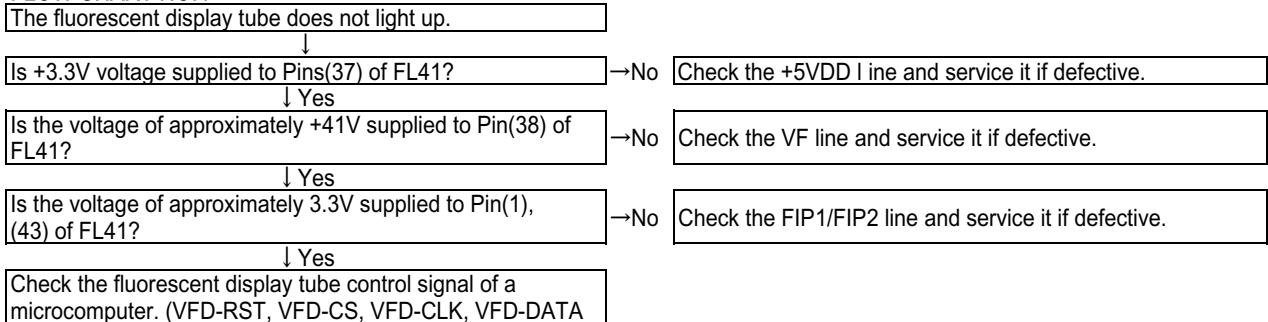 The fluorescent display tube does not light up.
↓
Is +3.3V voltage supplied to Pins(37) of FL41? →No Check the +5VDD l ine and service it if defective.
↓ Yes
Is the voltage of approximately +41V supplied to Pin(38) of
FL41?
→No Check the VF line and service it if defective.
↓ Yes
Is the voltage of approximately 3.3V supplied to Pin(1),
(43) of FL41?
→No Check the FIP1/FIP2 line and service it if defective.
↓ Yes
Check the fluorescent display tube control signal of a
microcomputer. (VFD-RST, VFD-CS, VFD-CLK, VFD-DATA